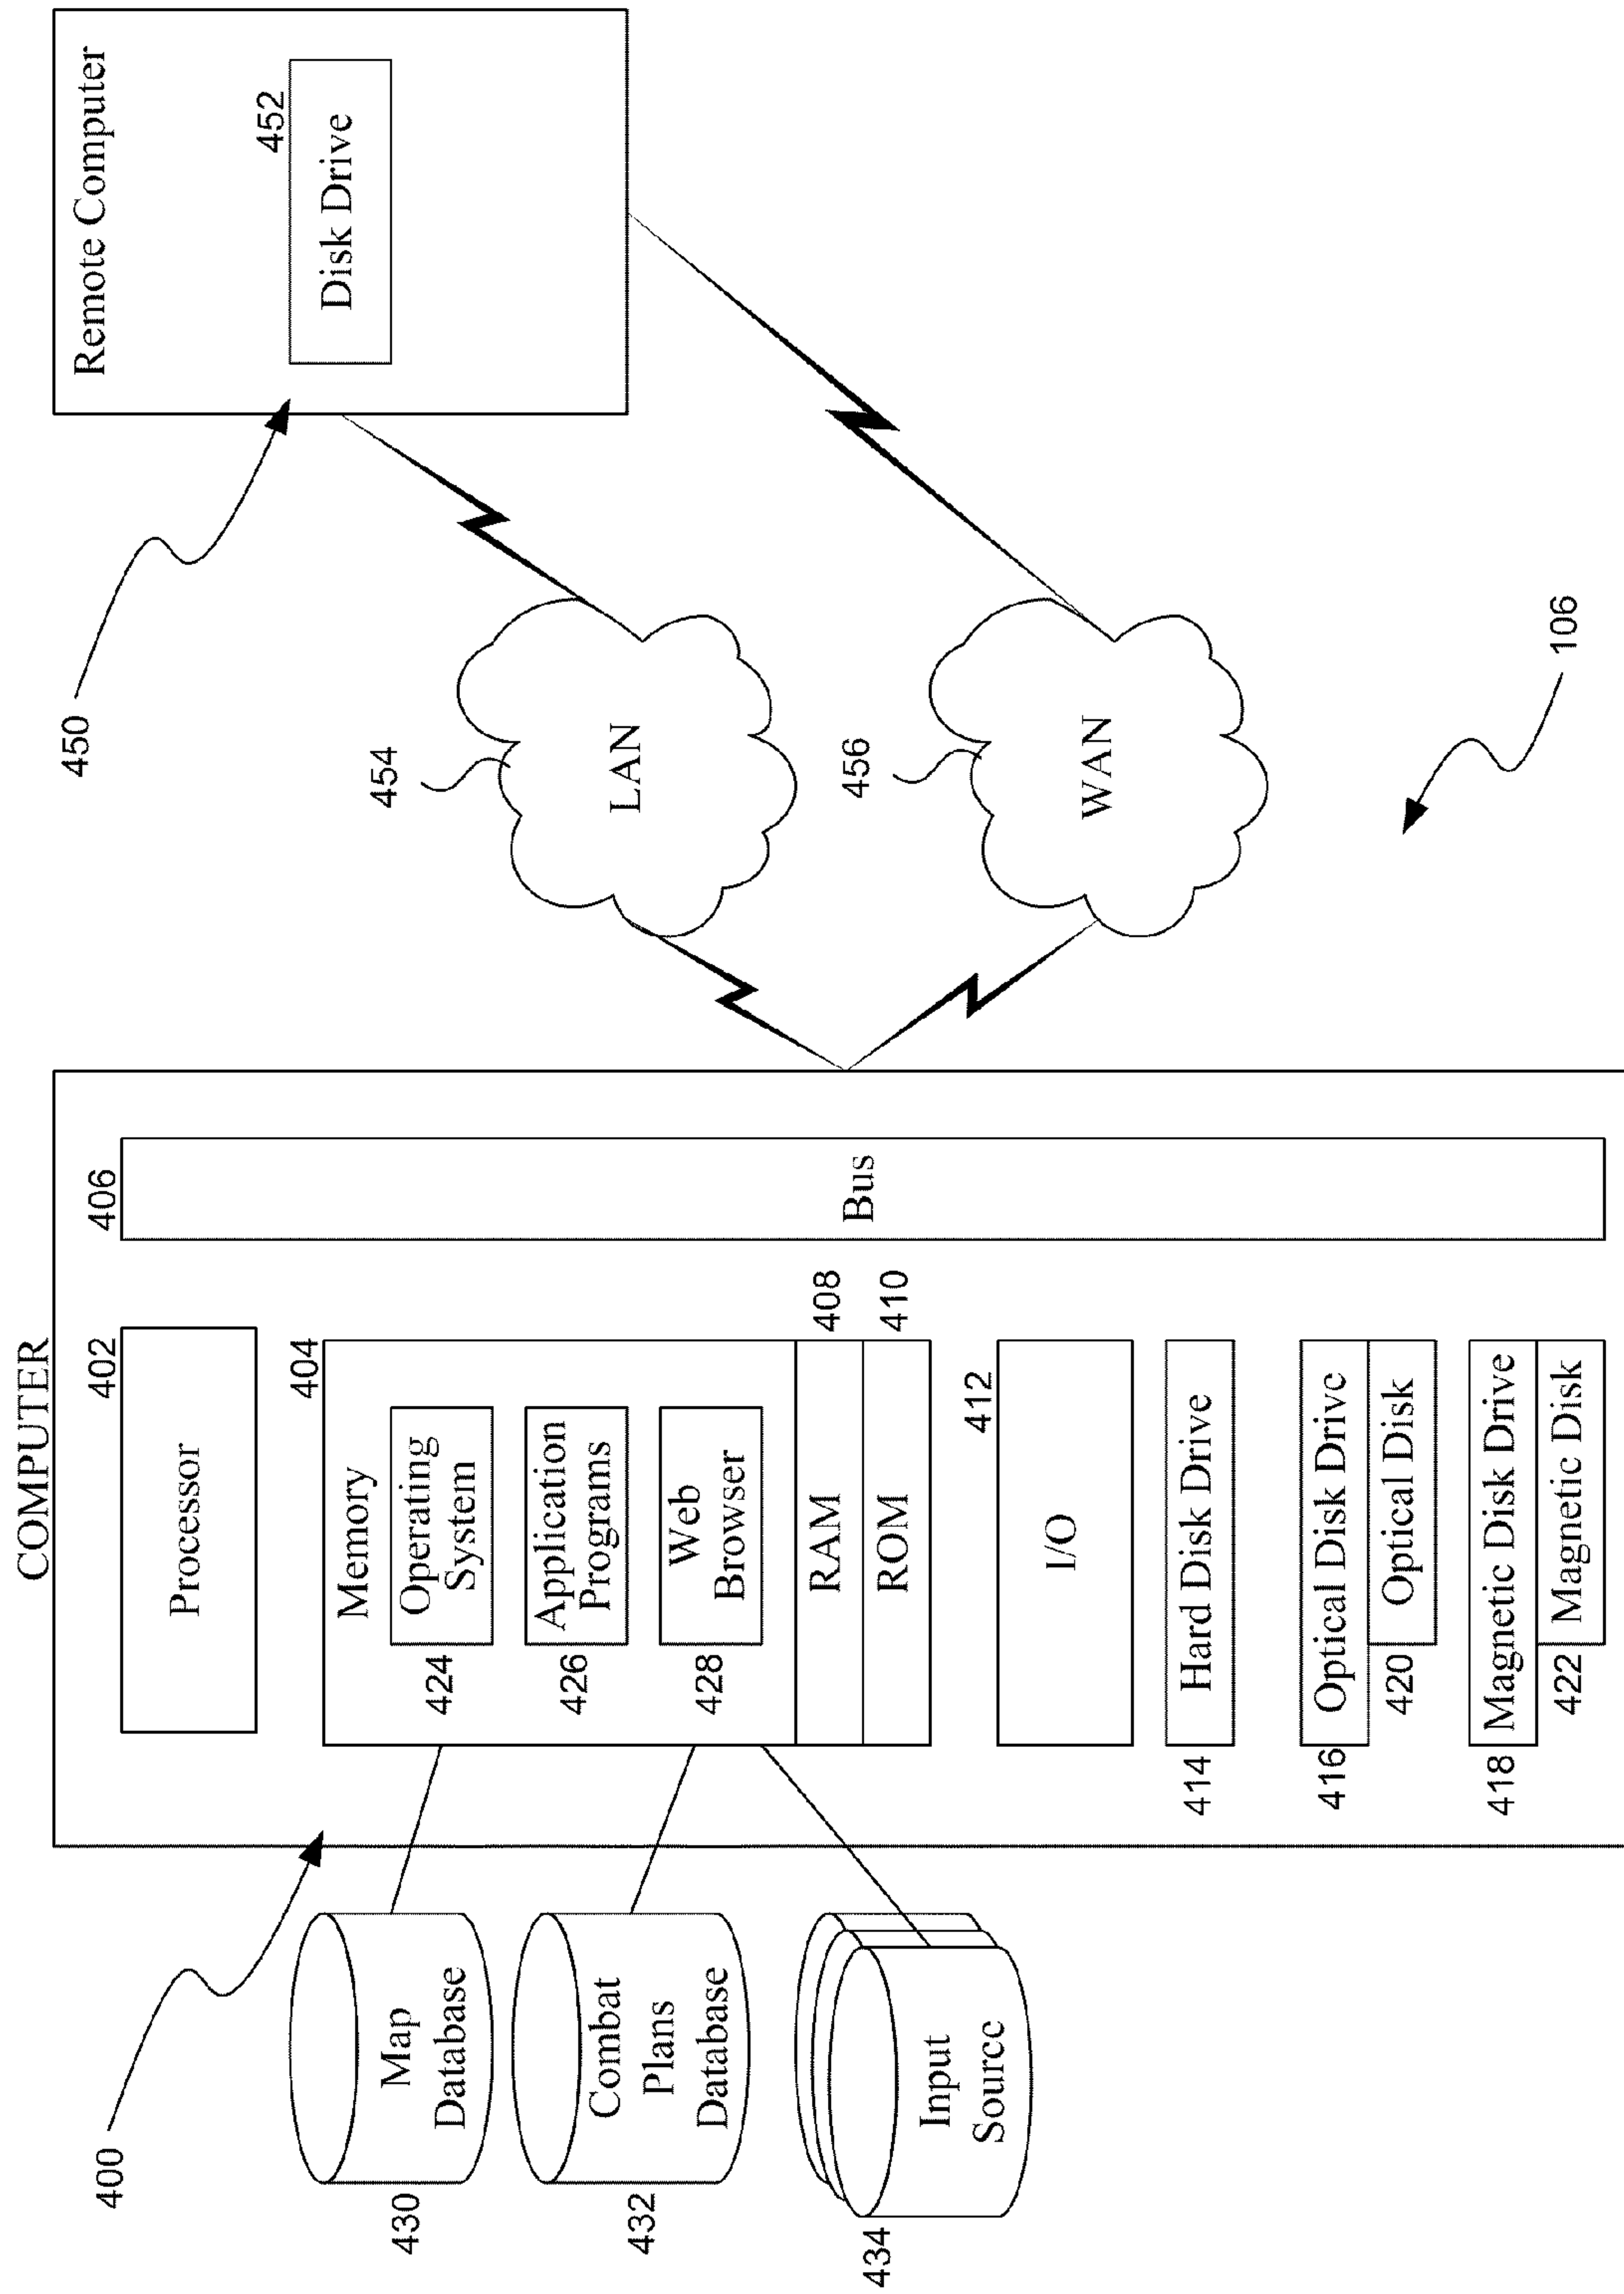 COMPUTER
400
402
Processor
406
Bus
404
Memory
Operating
System
424
Application
Programs
426
Web
Browser
428
RAM
408
ROM
410
412
I/O
Hard Disk Drive
414
Optical Disk Drive
416
Optical Disk
420
Magnetic Disk Drive
418
Magnetic Disk
422
Map
Database
430
Combat
Plans
Database
432
Input
Source
434
450
Remote Computer
452
Disk Drive
454
LAN
456
WAN
106